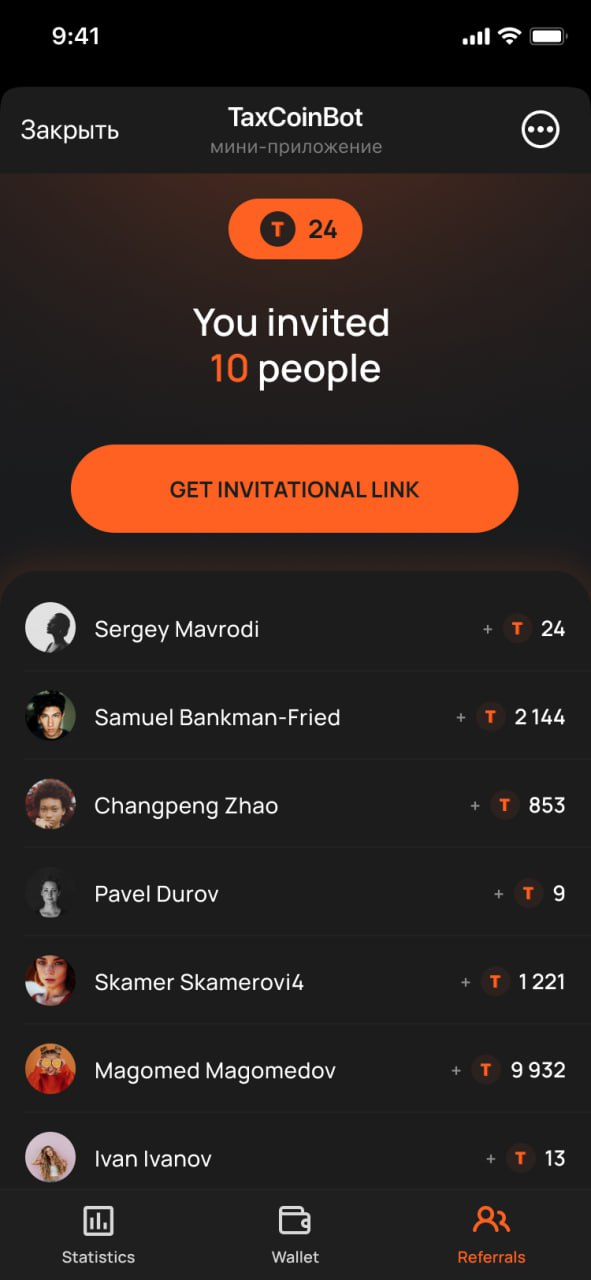 9:41
Закрыть
TaxCoinBot
мини-приложение
T 24
You invited
10 people
GET INVITATIONAL LINK
Sergey Mavrodi + T 24
Samuel Bankman-Fried + T 2 144
Changpeng Zhao + T 853
Pavel Durov + T 9
Skamer Skamerovi4 + T 1 221
Magomed Magomedov + T 9 932
Ivan Ivanov + T 13
Statistics Wallet Referrals